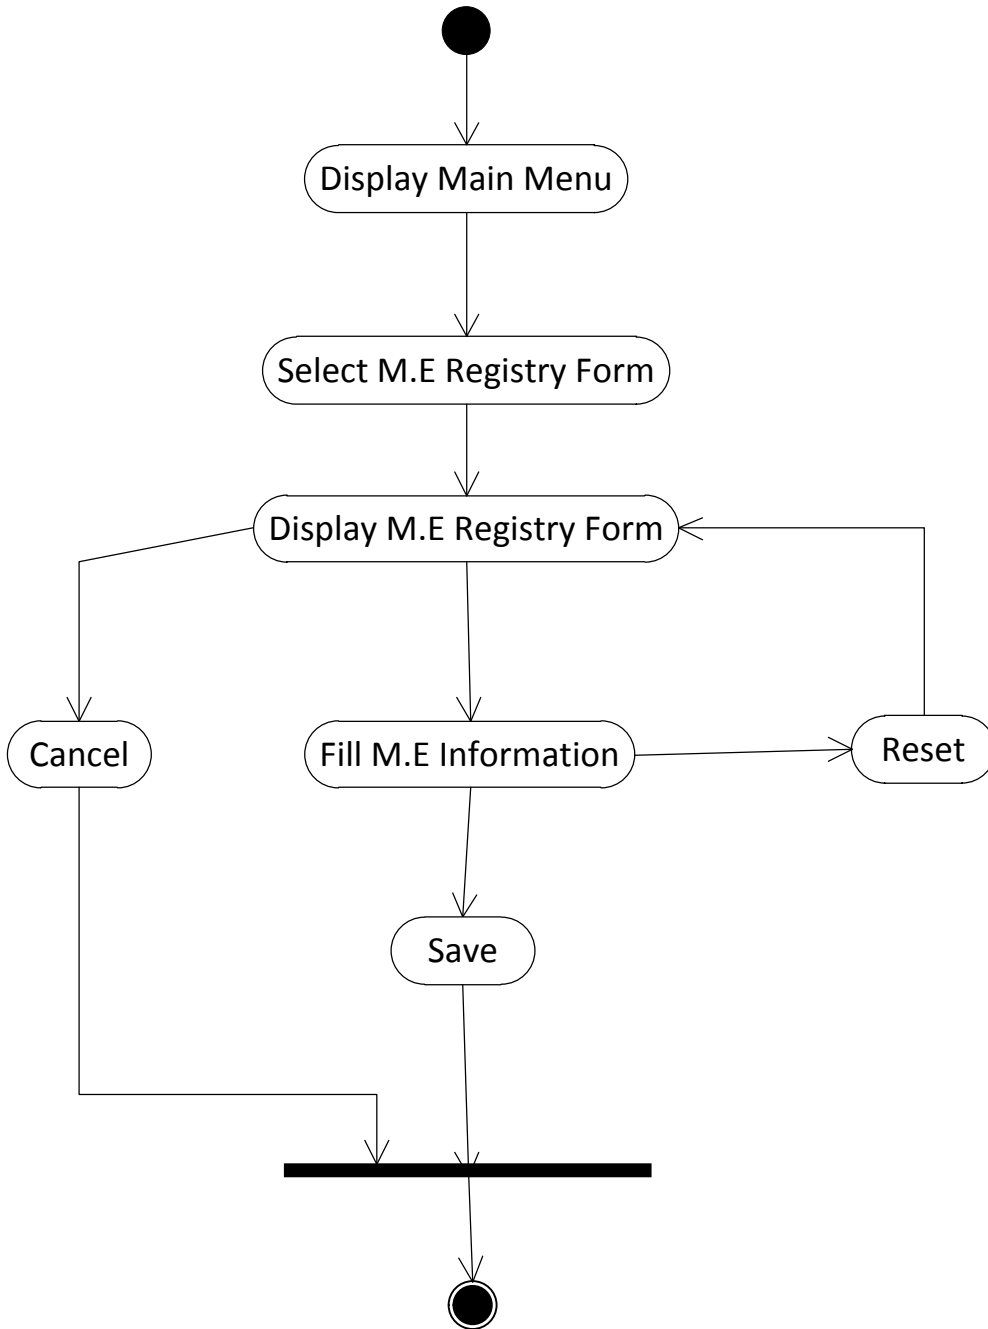 Display Main Menu
Select M.E Registry Form
Display M.E Registry Form
Cancel
Fill M.E Information
Reset
Save